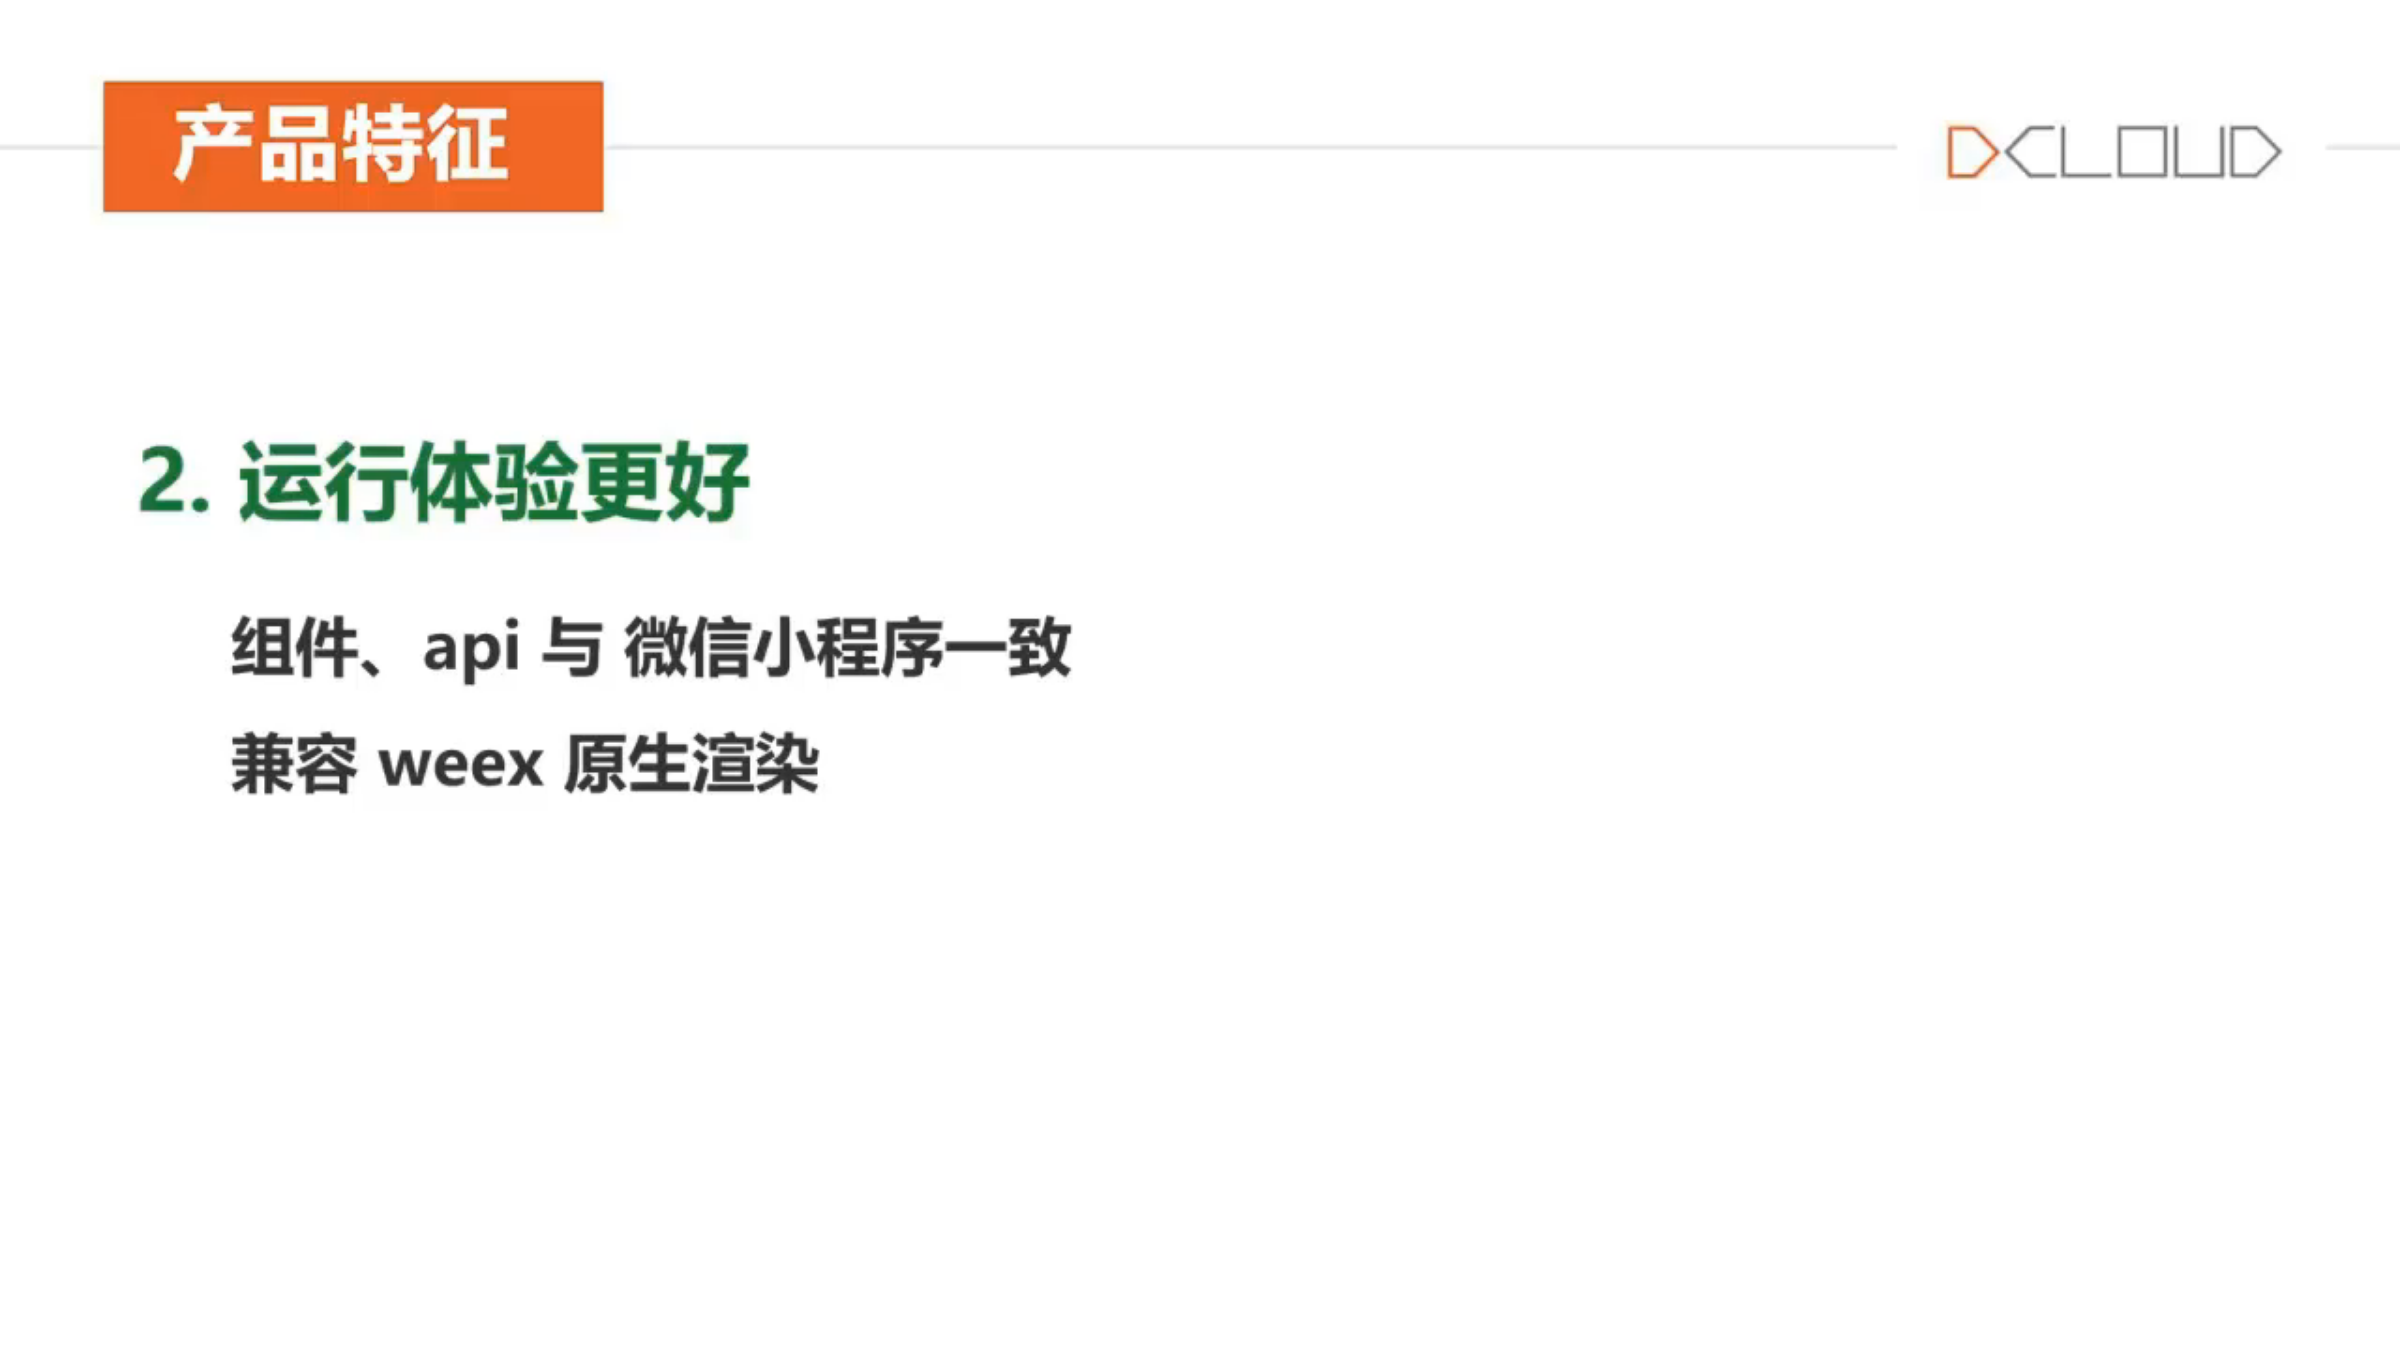 产品特征
DCLOUD
2. 运行体验更好
组件、api 与 微信小程序一致
兼容 weex 原生渲染